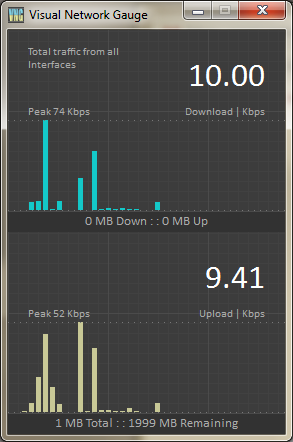 VNG Visual Network Gauge
Total traffic from all
Interfaces
10.00
Peak 74 Kbps Download | Kbps
0 MB Down : : 0 MB Up
9.41
Peak 52 Kbps Upload | Kbps
1 MB Total : : 1999 MB Remaining